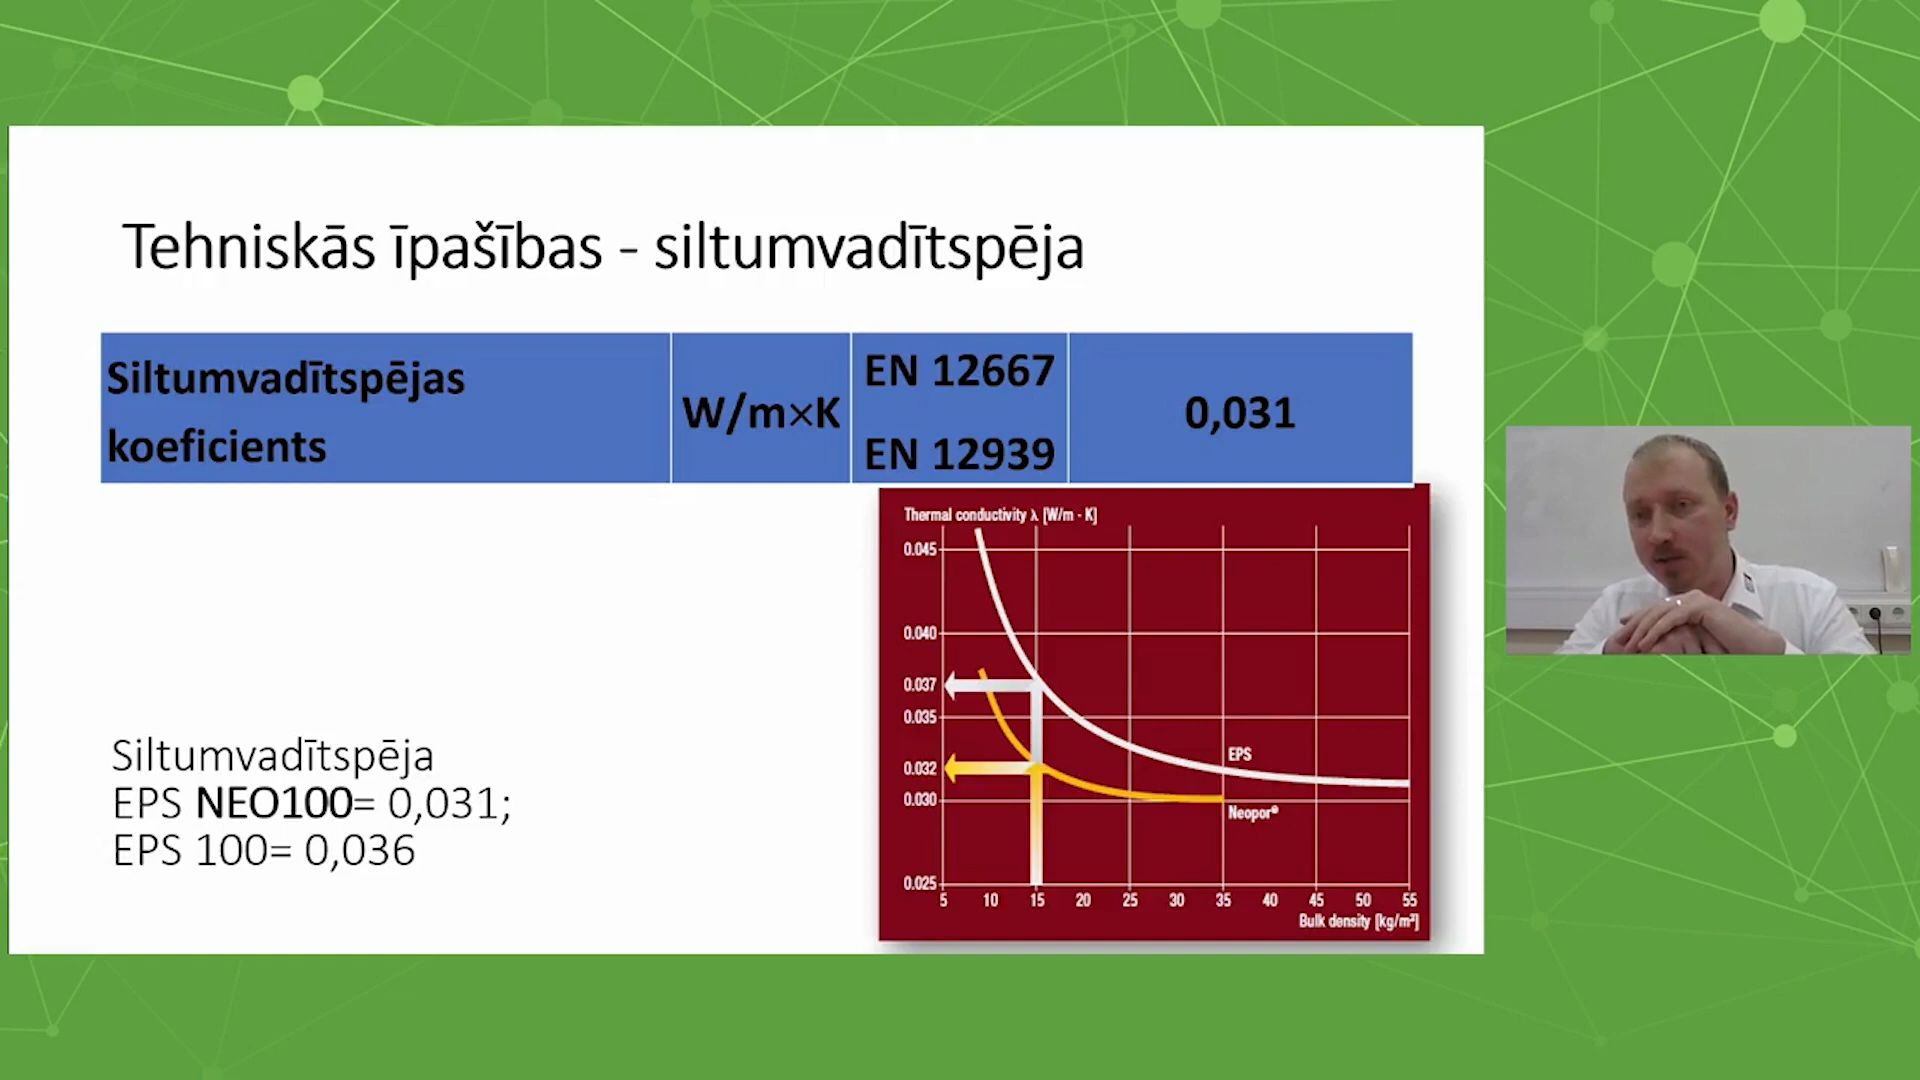 Tehniskās īpašības - siltumvadītspēja
Siltumvadītspējas
koeficients
W/m×K
EN 12667
EN 12939
0,031
Thermal conductivity λ [W/m · K]
0.045
0.040
0.037
0.035
0.032
0.030
0.025
EPS
Neopor®
5 10 15 20 25 30 35 40 45 50 55
Bulk density [kg/m³]
Siltumvadītspēja
EPS NEO100= 0,031;
EPS 100= 0,036